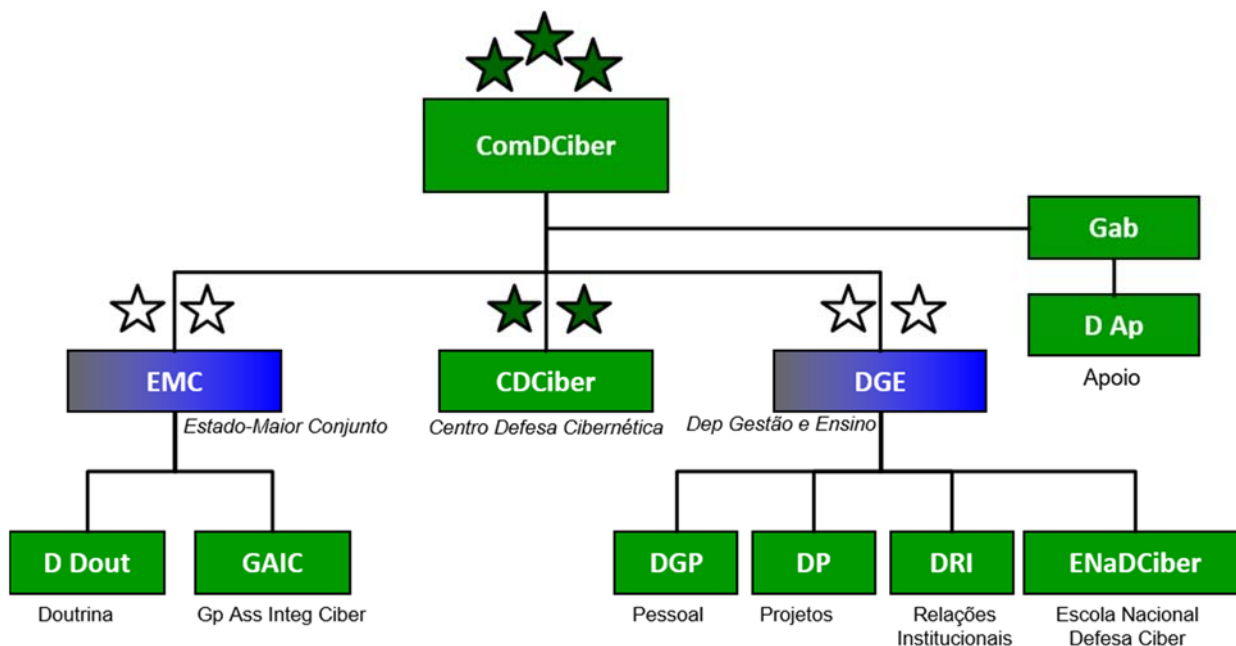 ComDCiber
Gab
D Ap
Apoio
EMC
Estado-Maior Conjunto
CDCiber
Centro Defesa Cibernética
DGE
Dep Gestão e Ensino
D Dout
Doutrina
GAIC
Gp Ass Integ Ciber
DGP
Pessoal
DP
Projetos
DRI
Relações
Institucionais
ENaDCiber
Escola Nacional
Defesa Ciber